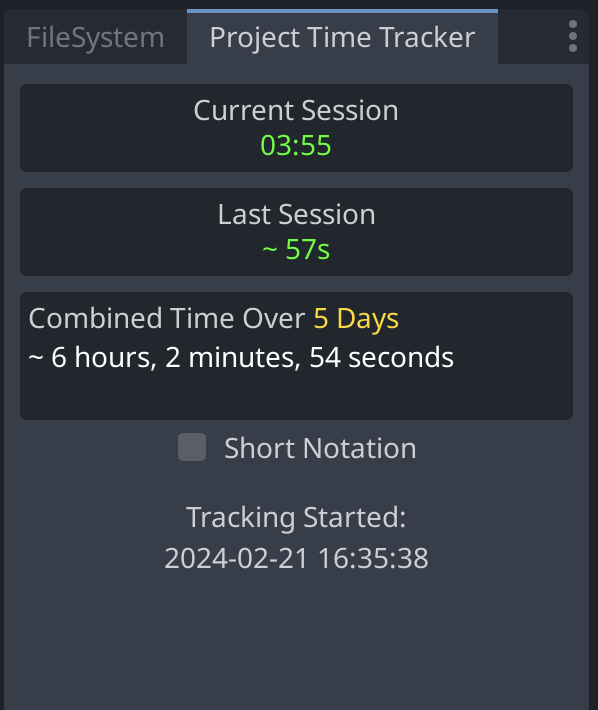 FileSystem Project Time Tracker
Current Session
03:55
Last Session
~ 57s
Combined Time Over 5 Days
~ 6 hours, 2 minutes, 54 seconds
Short Notation
Tracking Started:
2024-02-21 16:35:38